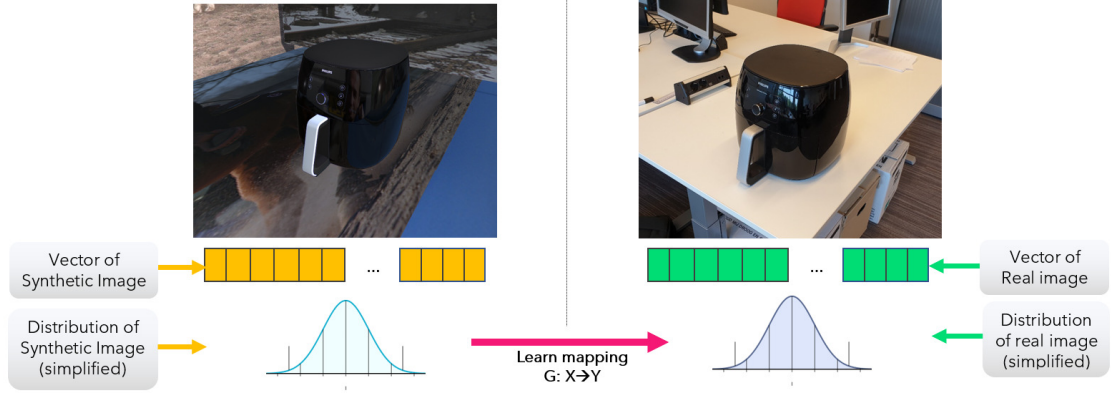 PHILIPS
Vector of
Synthetic Image
...
...
Vector of
Real image
Distribution of
Synthetic Image
(simplified)
Learn mapping
G: X→Y
Distribution
of real image
(simplified)